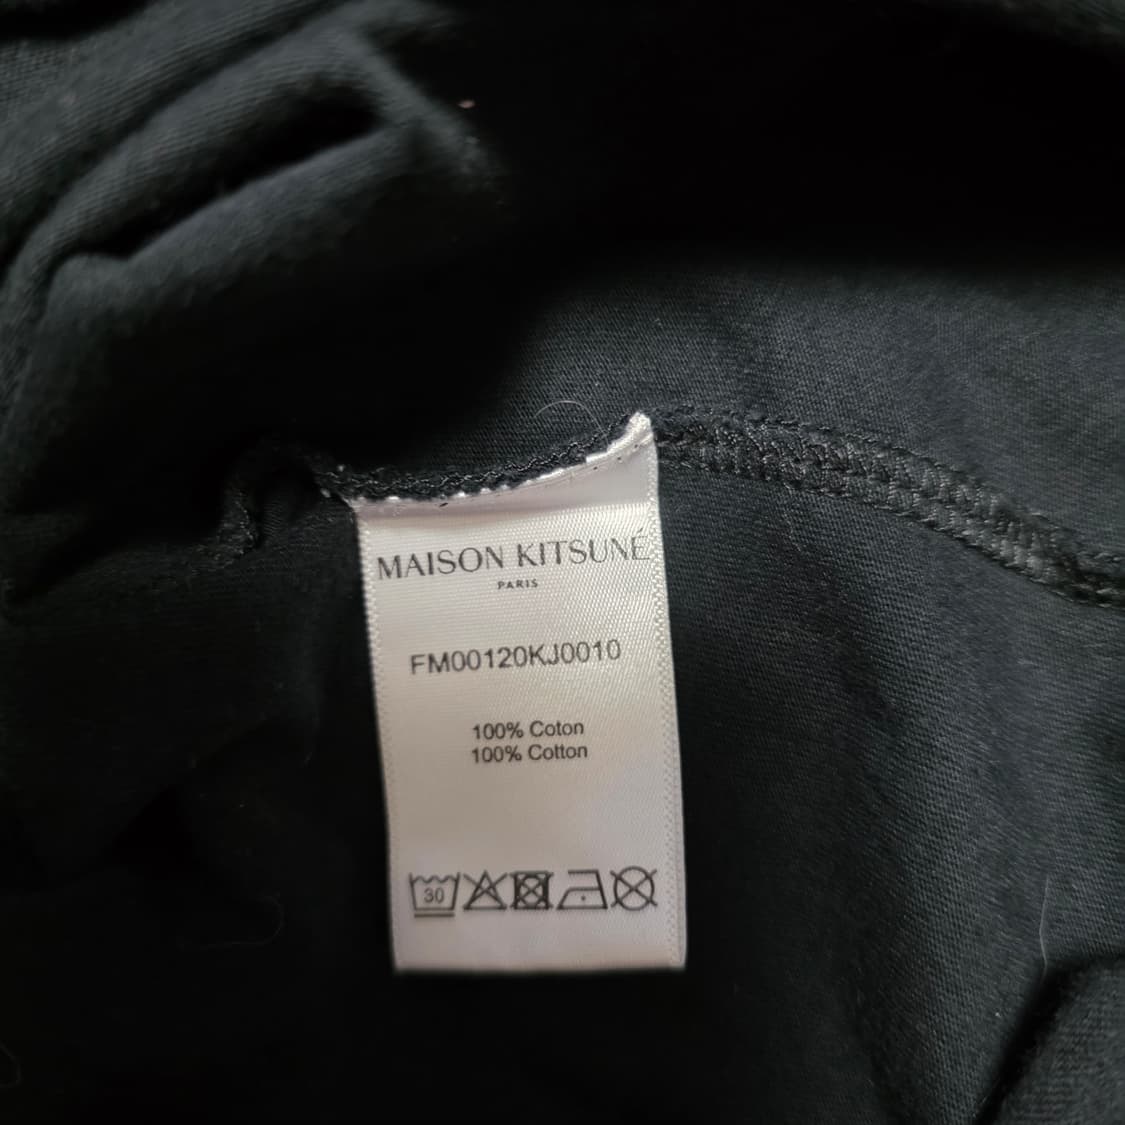 MAISON KITSUNÉ
PARIS
FM00120KJ0010
100% Coton
100% Cotton
30